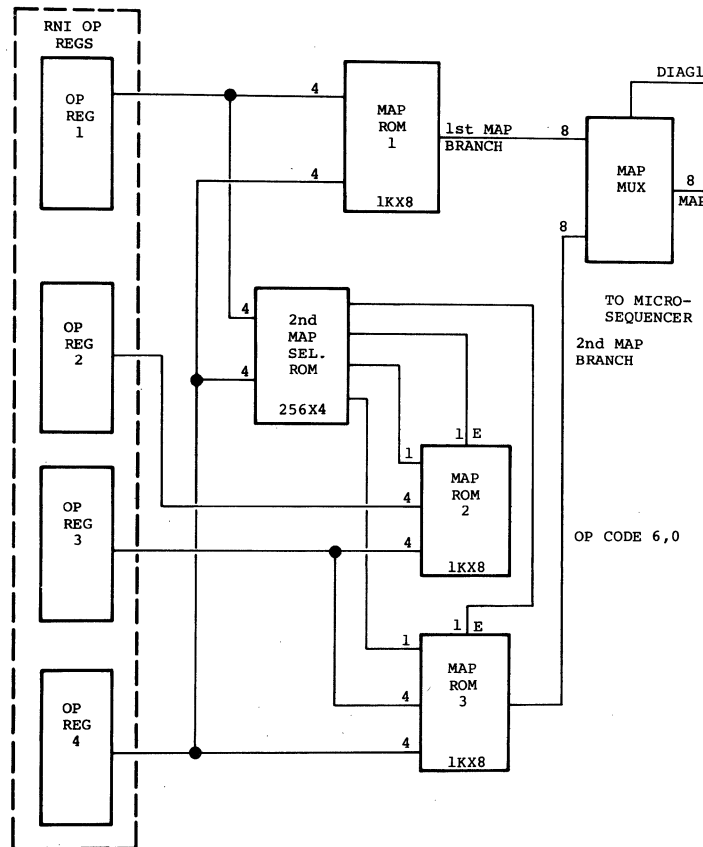 RNI OP
REGS
OP
REG
1
4
4
MAP
ROM
1
1KX8
1st MAP
BRANCH
8
DIAG1
MAP
MUX
8
MAP
8
OP
REG
2
4
4
2nd
MAP
SEL.
ROM
256X4
TO MICRO-
SEQUENCER
2nd MAP
BRANCH
1 E
1
4
4
MAP
ROM
2
1KX8
OP
REG
3
OP CODE 6,0
1 E
1
4
4
MAP
ROM
3
1KX8
OP
REG
4